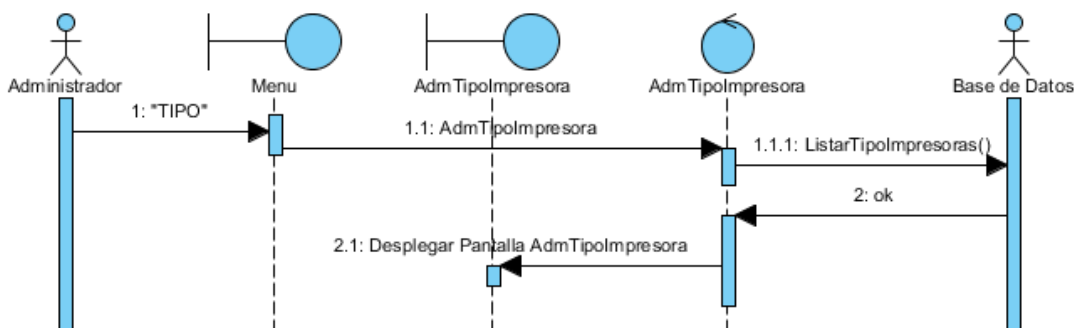 Administrador
Menu
AdmTipoImpresora
AdmTipoImpresora
Base de Datos
1: "TIPO"
1.1: AdmTipoImpresora
1.1.1: ListarTipoImpresoras()
2: ok
2.1: Desplegar Pantalla AdmTipoImpresora